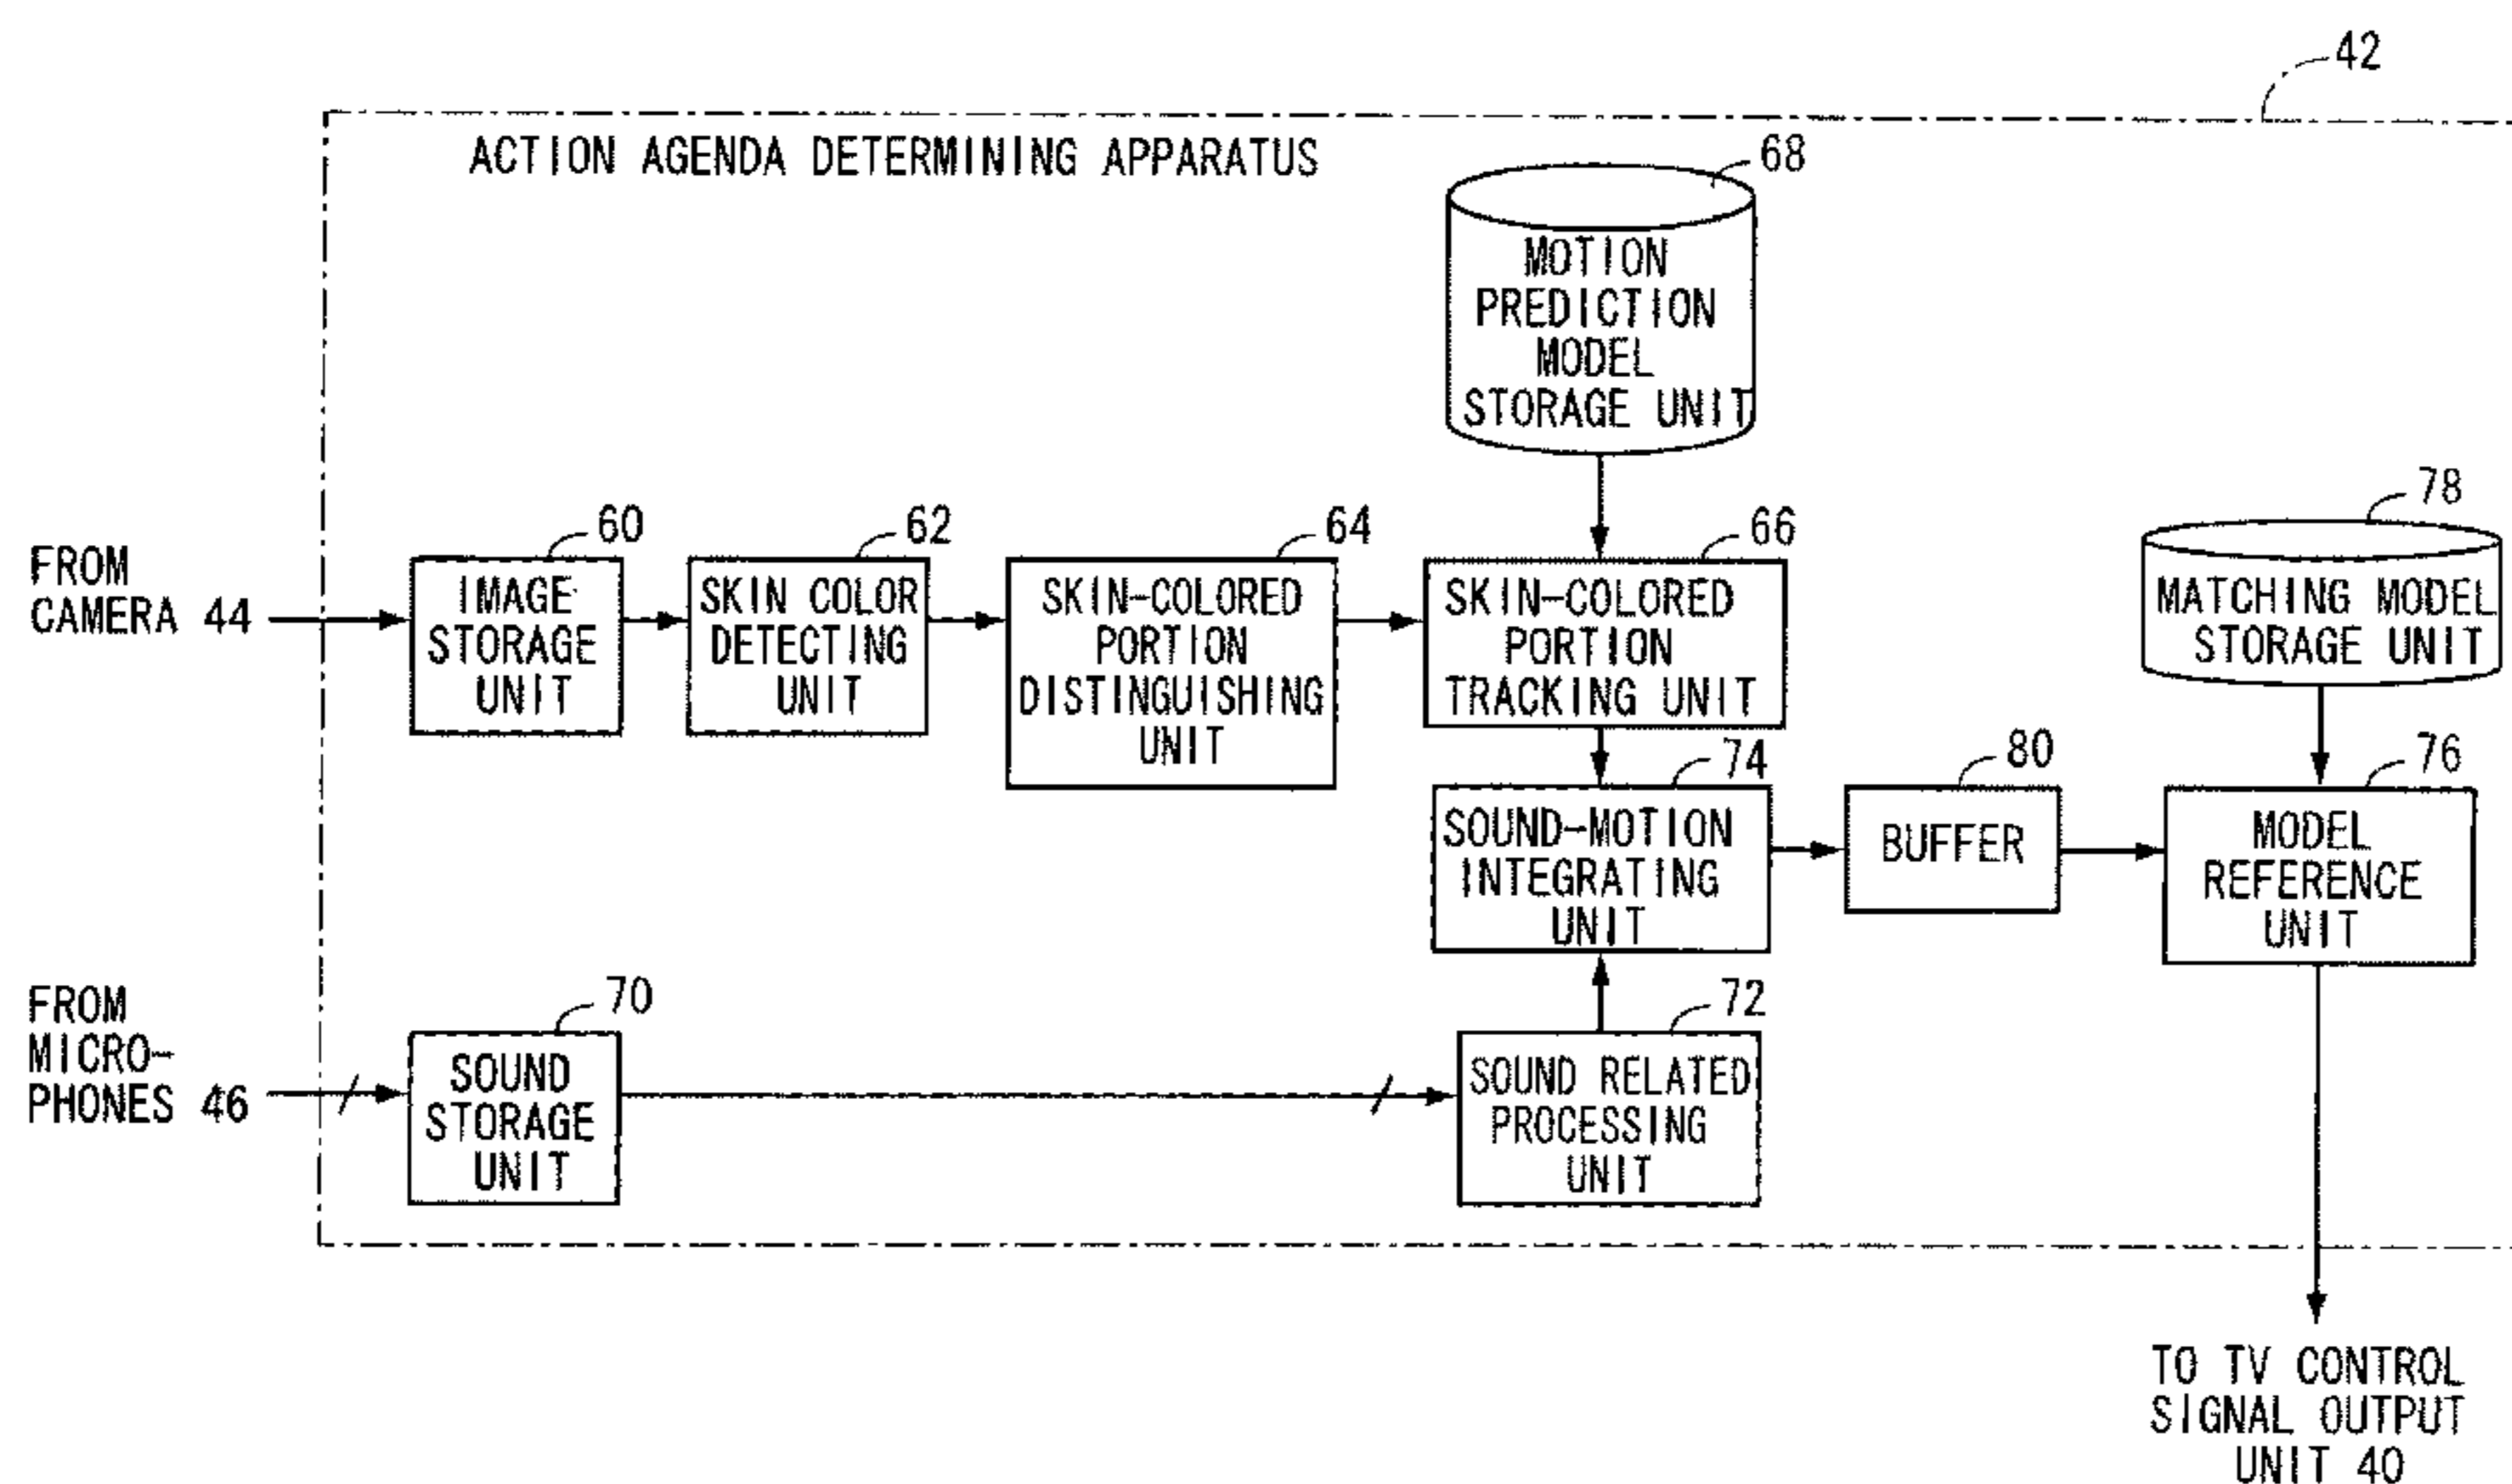 42
ACTION AGENDA DETERMINING APPARATUS
68
MOTION
PREDICTION
MODEL
STORAGE UNIT
78
MATCHING MODEL
STORAGE UNIT
FROM
CAMERA 44
60
IMAGE
STORAGE
UNIT
62
SKIN COLOR
DETECTING
UNIT
64
SKIN-COLORED
PORTION
DISTINGUISHING
UNIT
66
SKIN-COLORED
PORTION
TRACKING UNIT
74
SOUND-MOTION
INTEGRATING
UNIT
80
BUFFER
76
MODEL
REFERENCE
UNIT
FROM
MICRO-
PHONES 46
70
SOUND
STORAGE
UNIT
72
SOUND RELATED
PROCESSING
UNIT
TO TV CONTROL
SIGNAL OUTPUT
UNIT 40